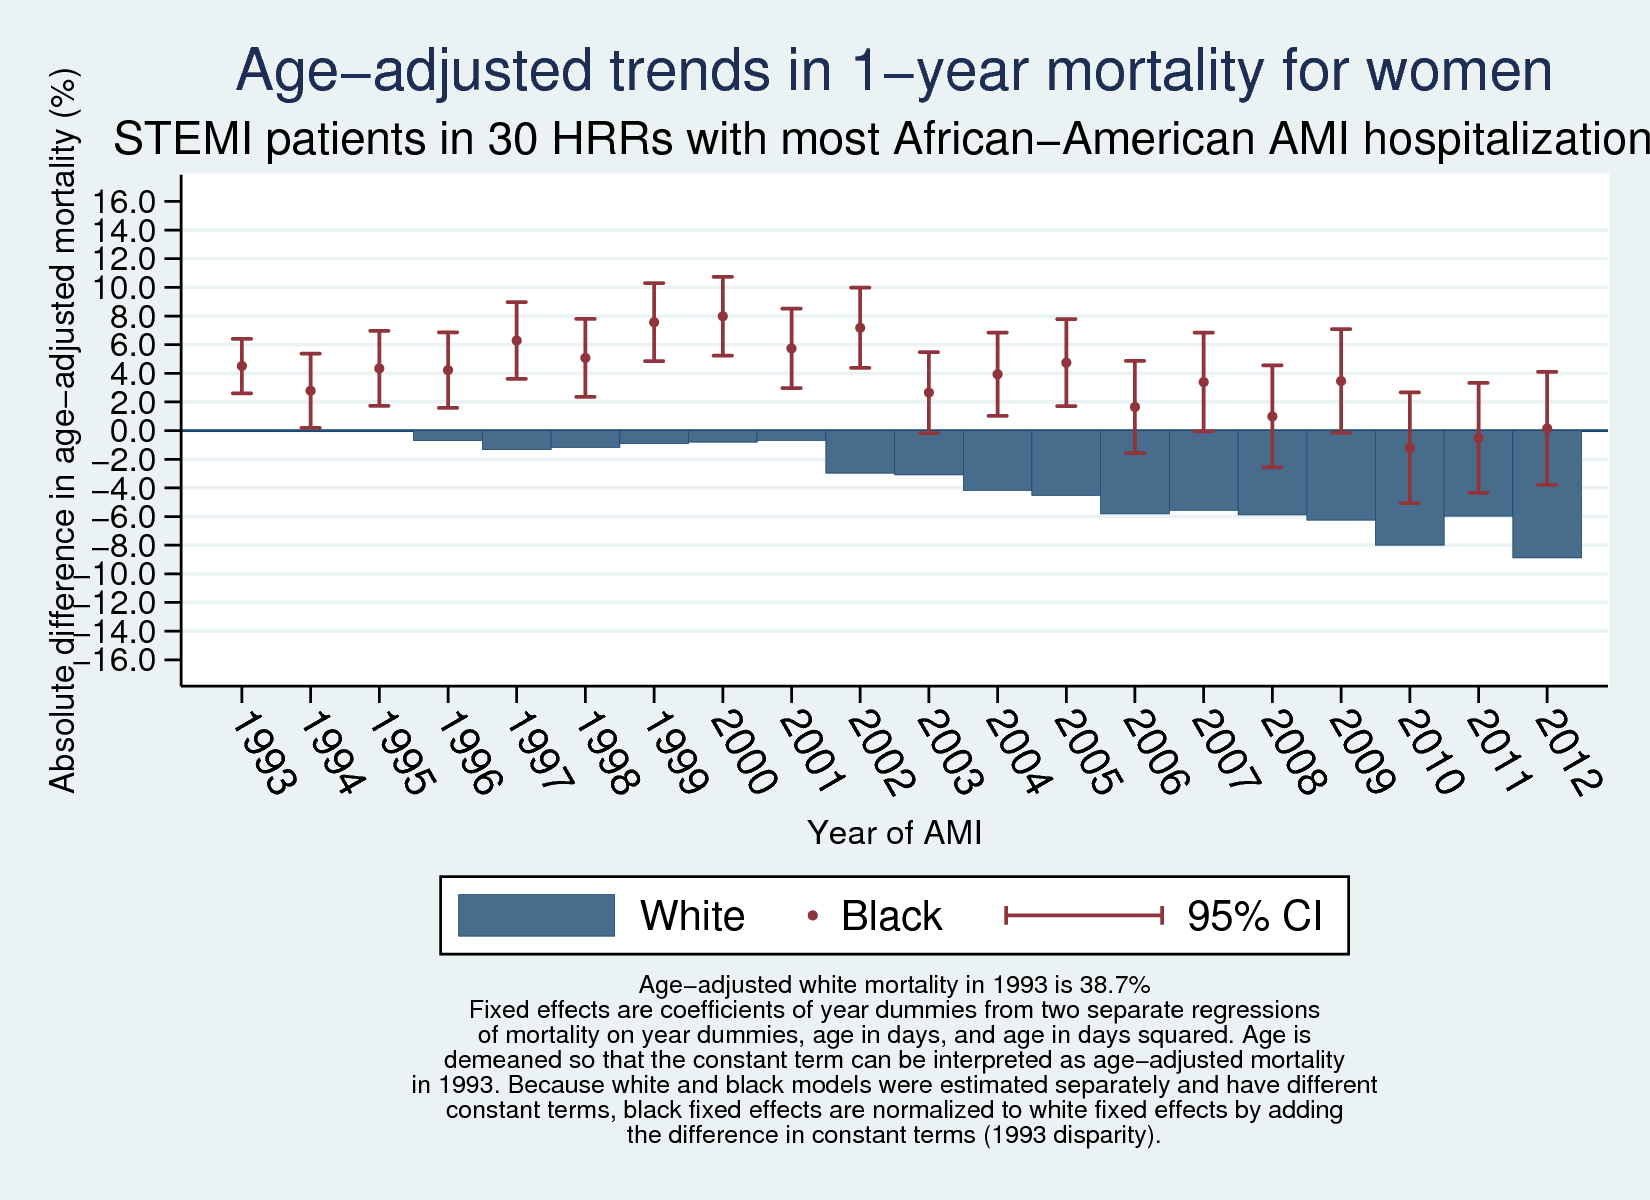 Age−adjusted trends in 1−year mortality for women
STEMI patients in 30 HRRs with most African−American AMI hospitalization
Absolute difference in age−adjusted mortality (%)
16.0
14.0
12.0
10.0
8.0
6.0
4.0
2.0
0.0
−2.0
−4.0
−6.0
−8.0
−10.0
−12.0
−14.0
−16.0
1993
1994
1995
1996
1997
1998
1999
2000
2001
2002
2003
2004
2005
2006
2007
2008
2009
2010
2011
2012
Year of AMI
White
Black
95% CI
Age−adjusted white mortality in 1993 is 38.7%
Fixed effects are coefficients of year dummies from two separate regressions
of mortality on year dummies, age in days, and age in days squared. Age is
demeaned so that the constant term can be interpreted as age−adjusted mortality
in 1993. Because white and black models were estimated separately and have different
constant terms, black fixed effects are normalized to white fixed effects by adding
the difference in constant terms (1993 disparity).